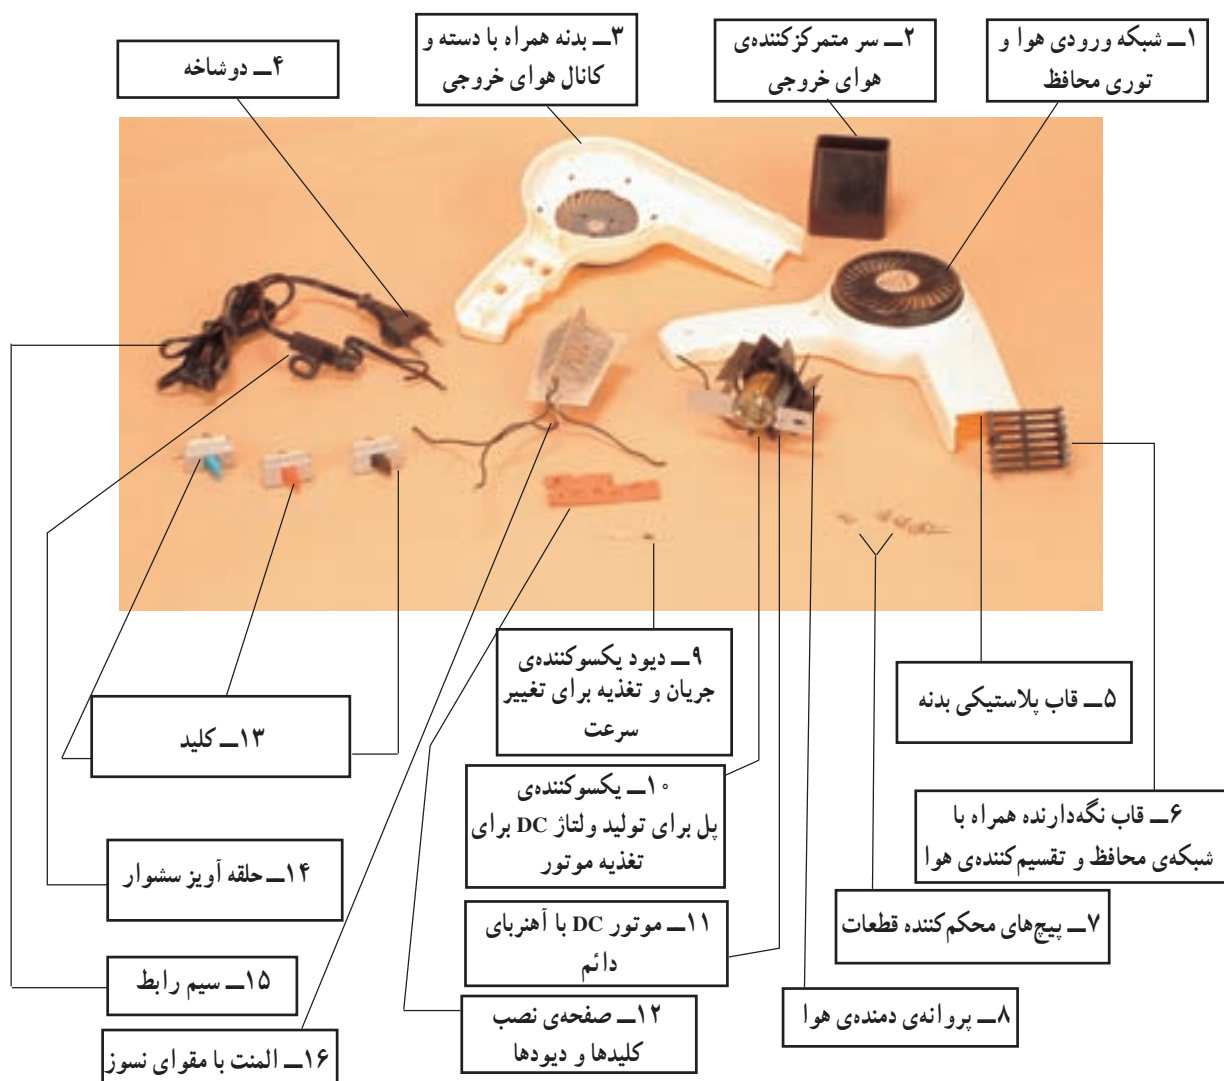 ۱ــ شبکه ورودی هوا و
توری محافظ
۲ــ سر متمرکزکننده‌ی
هوای خروجی
۳ــ بدنه همراه با دسته و
کانال هوای خروجی
۴ــ دوشاخه
۵ــ قاب پلاستیکی بدنه
۶ــ قاب نگه‌دارنده همراه با
شبکه‌ی محافظ و تقسیم‌کننده‌ی هوا
۷ــ پیچ‌های محکم‌کننده قطعات
۸ــ پروانه‌ی دمنده‌ی هوا
۹ــ دیود یکسوکننده‌ی
جریان و تغذیه برای تغییر
سرعت
۱۰ــ یکسوکننده‌ی
پل برای تولید ولتاژ DC برای
تغذیه موتور
۱۱ــ موتور DC با آهنربای
دائم
۱۲ــ صفحه‌ی نصب
کلیدها و دیودها
۱۳ــ کلید
۱۴ــ حلقه آویز سشوار
۱۵ــ سیم رابط
۱۶ــ المنت با مقوای نسوز